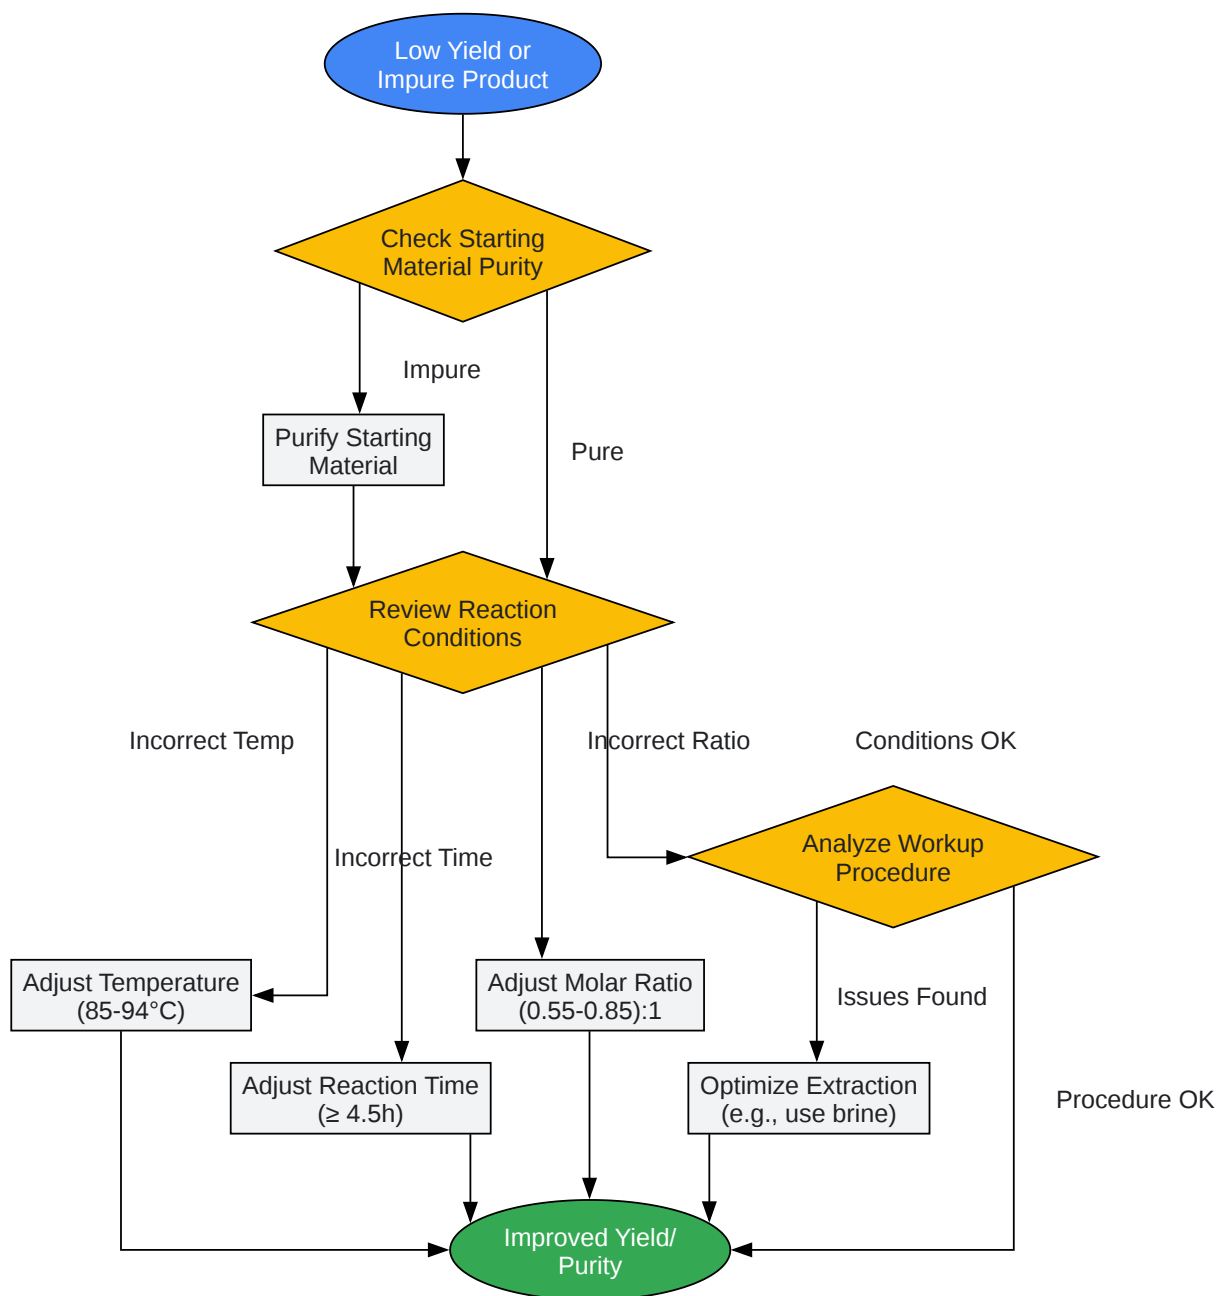 Low Yield or
Impure Product
Check Starting
Material Purity
Impure
Purify Starting
Material
Pure
Review Reaction
Conditions
Incorrect Temp
Incorrect Ratio
Conditions OK
Analyze Workup
Procedure
Incorrect Time
Adjust Temperature
(85-94°C)
Adjust Molar Ratio
(0.55-0.85):1
Issues Found
Adjust Reaction Time
(≥ 4.5h)
Optimize Extraction
(e.g., use brine)
Procedure OK
Improved Yield/
Purity